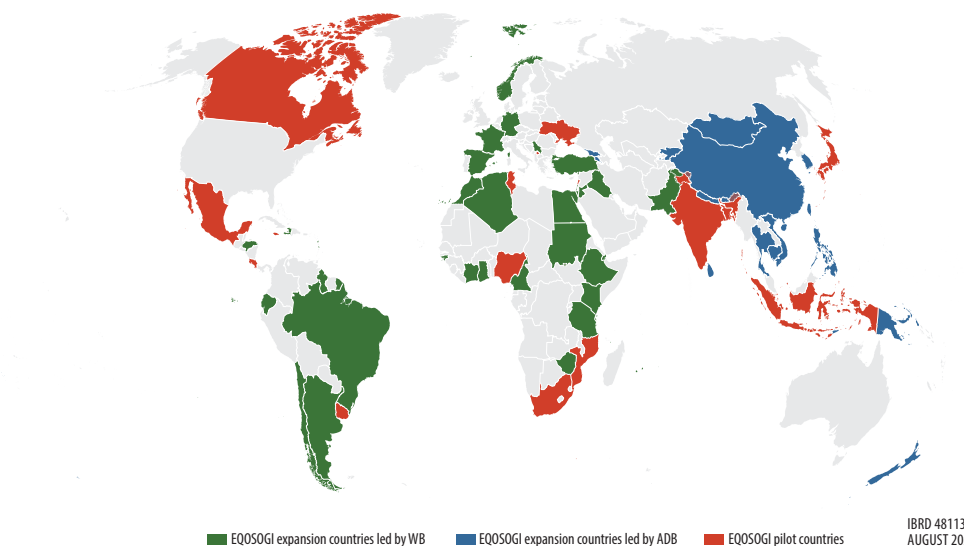 EQOSOGI expansion countries led by WB
EQOSOGI expansion countries led by ADB
EQOSOGI pilot countries
IBRD 48113
AUGUST 20